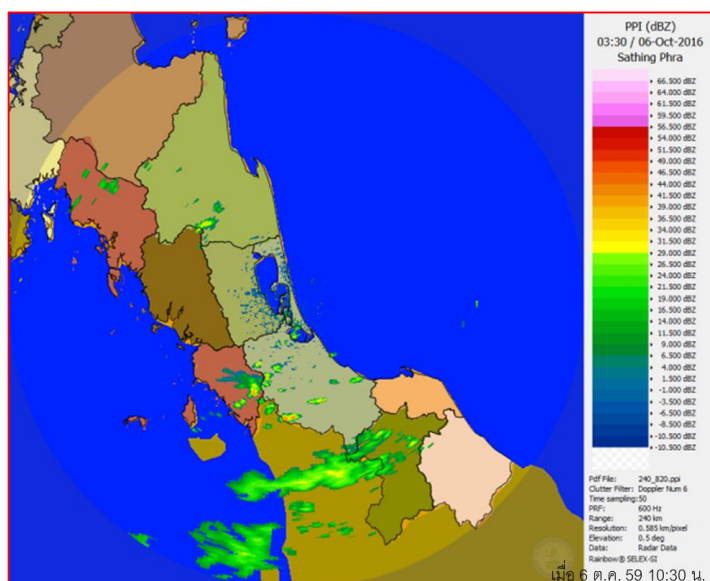 PPI (dBZ)
03:30 / 06-Oct-2016
Sathing Phra
66.500 dBZ
64.000 dBZ
61.500 dBZ
59.500 dBZ
56.500 dBZ
54.000 dBZ
51.500 dBZ
49.000 dBZ
46.500 dBZ
44.000 dBZ
41.500 dBZ
39.000 dBZ
36.500 dBZ
34.000 dBZ
31.500 dBZ
29.000 dBZ
26.500 dBZ
24.000 dBZ
21.500 dBZ
19.000 dBZ
16.500 dBZ
14.000 dBZ
11.500 dBZ
9.000 dBZ
6.500 dBZ
4.000 dBZ
1.500 dBZ
-1.000 dBZ
-3.500 dBZ
-6.500 dBZ
-8.500 dBZ
-10.500 dBZ
-10.500 dBZ
Pdf File: 240_820.ppi
Clutter Filter: Doppler Num 6
Time sampling:50
PRF: 600 Hz
Range: 240 km
Resolution: 0.585 km/pixel
Elevation: 0.5 deg
Data: Radar Data
Rainbow® SELEX-SI
เมื่อ 6 ต.ค. 59 10:30 น.